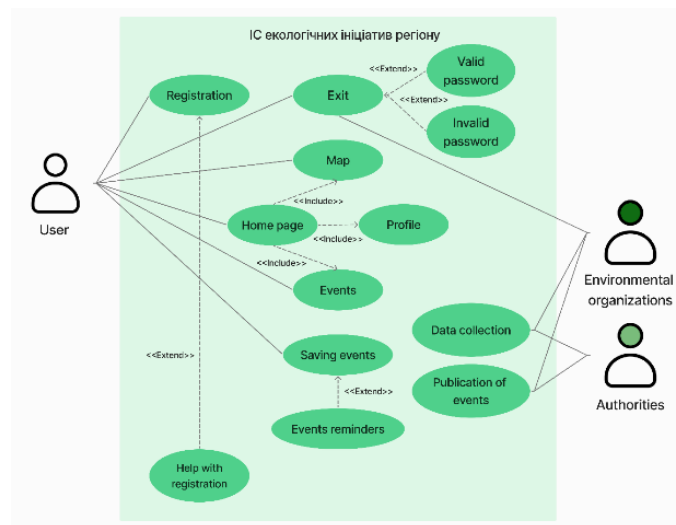 ІС екологічних ініціатив регіону
Valid
password
<<Extend>>
Registration
Exit
<<Extend>>
Invalid
password
Map
<<Include>>
User
Home page
Profile
<<Include>>
<<Include>>
Events
Environmental
organizations
Data collection
Saving events
<<Extend>>
Publication of
events
<<Extend>>
Authorities
Events reminders
Help with
registration